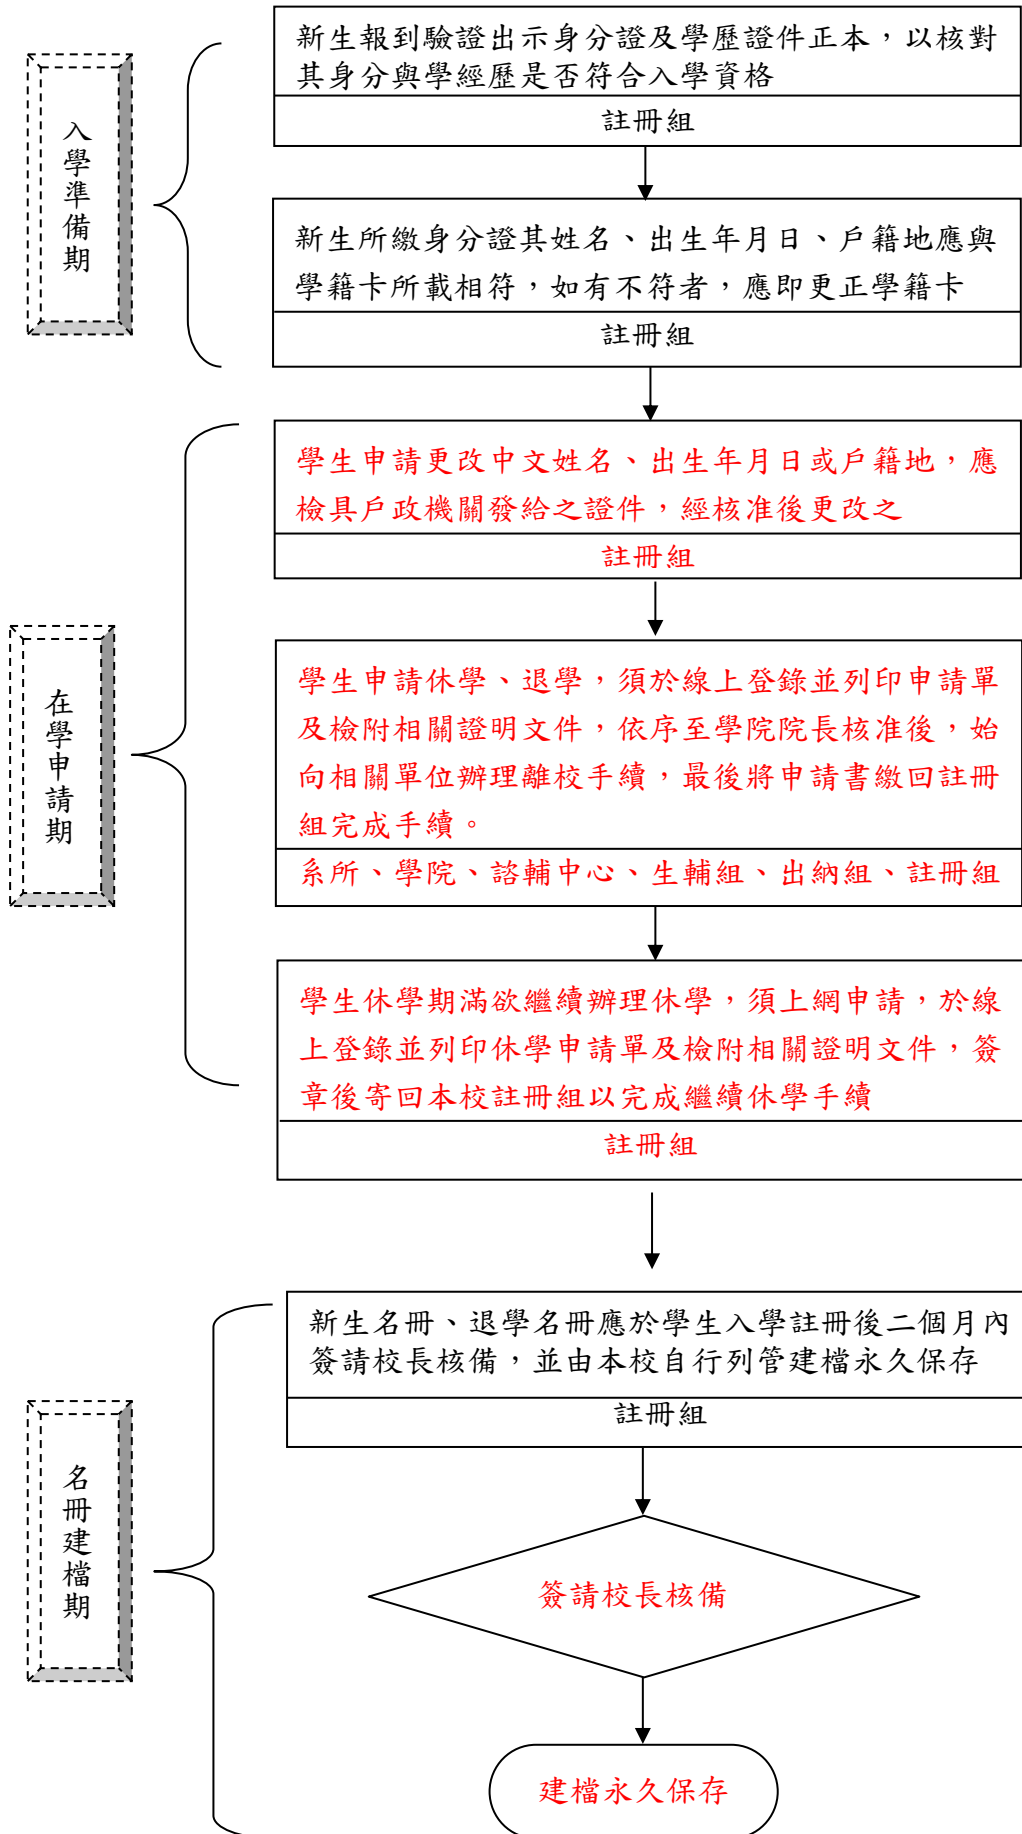 入學準備期
新生報到驗證出示身分證及學歷證件正本，以核對
其身分與學經歷是否符合入學資格
註冊組
新生所繳身分證其姓名、出生年月日、戶籍地應與
學籍卡所載相符，如有不符者，應即更正學籍卡
註冊組
在學申請期
學生申請更改中文姓名、出生年月日或戶籍地，應
檢具戶政機關發給之證件，經核准後更改之
註冊組
學生申請休學、退學，須於線上登錄並列印申請單
及檢附相關證明文件，依序至學院院長核准後，始
向相關單位辦理離校手續，最後將申請書繳回註冊
組完成手續。
系所、學院、諮輔中心、生輔組、出納組、註冊組
學生休學期滿欲繼續辦理休學，須上網申請，於線
上登錄並列印休學申請單及檢附相關證明文件，簽
章後寄回本校註冊組以完成繼續休學手續
註冊組
名冊建檔期
新生名冊、退學名冊應於學生入學註冊後二個月內
簽請校長核備，並由本校自行列管建檔永久保存
註冊組
簽請校長核備
建檔永久保存